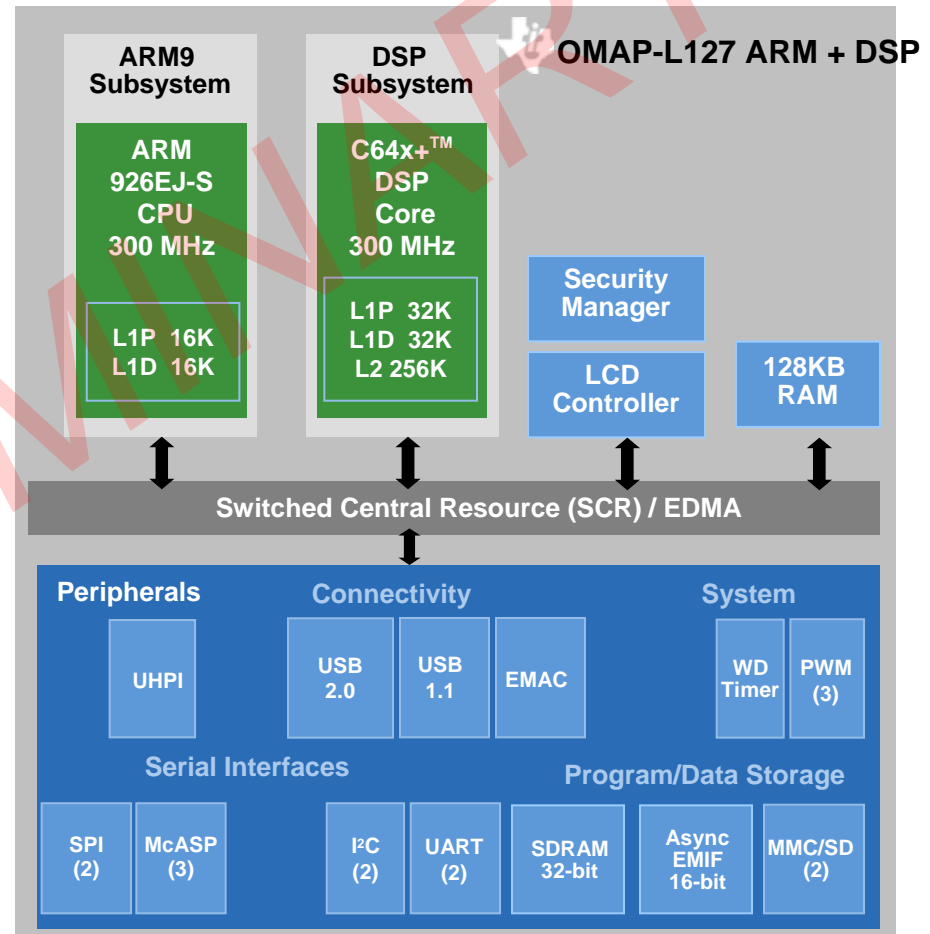 OMAP-L127 ARM + DSP
ARM9
Subsystem
ARM
926EJ-S
CPU
300 MHz
L1P 16K
L1D 16K
DSP
Subsystem
C64x+™
DSP
Core
300 MHz
L1P 32K
L1D 32K
L2 256K
Security
Manager
LCD
Controller
128KB
RAM
Switched Central Resource (SCR) / EDMA
Peripherals
Connectivity
System
UHPI
USB
2.0
USB
1.1
EMAC
WD
Timer
PWM
(3)
Serial Interfaces
Program/Data Storage
SPI
(2)
McASP
(3)
I²C
(2)
UART
(2)
SDRAM
32-bit
Async
EMIF
16-bit
MMC/SD
(2)
MINARY